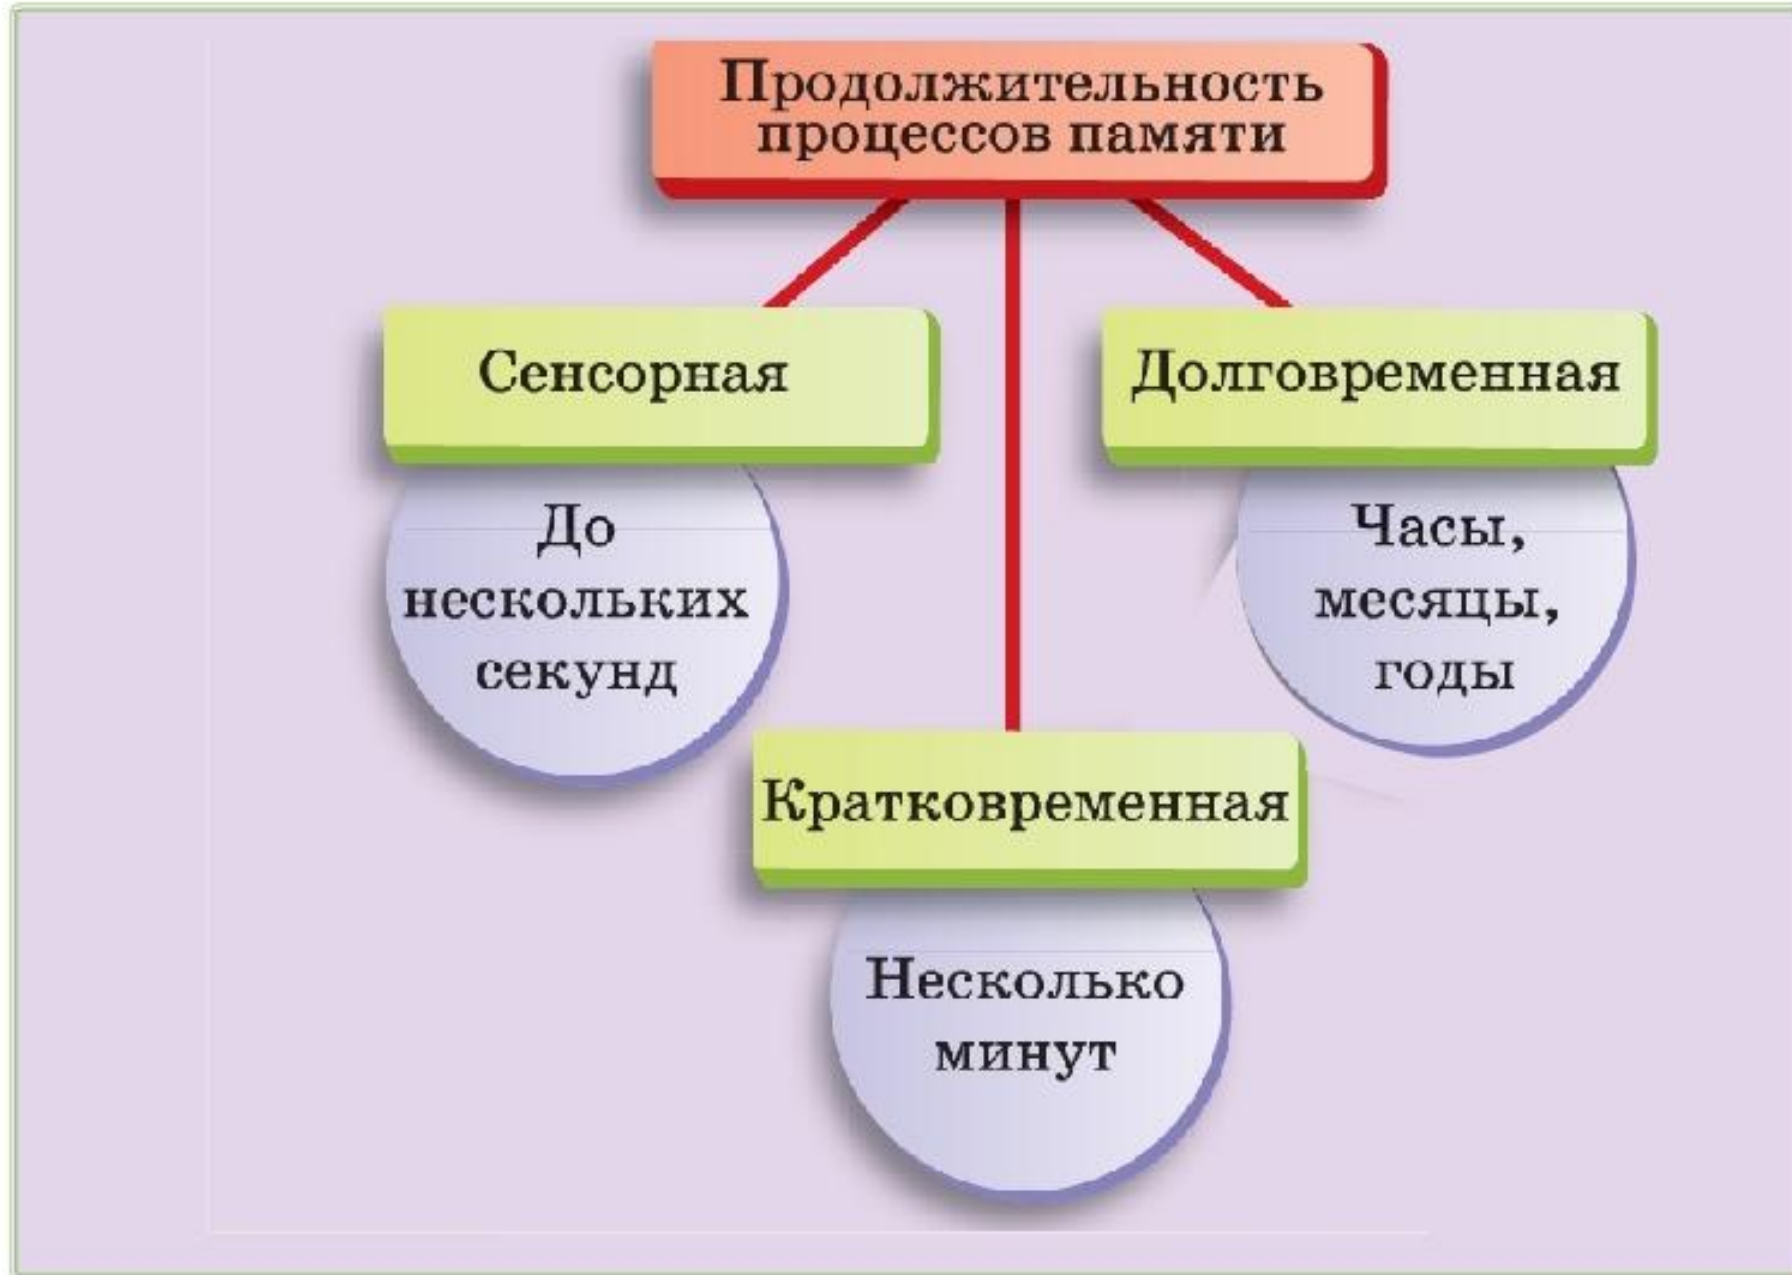 Продолжительность
процессов памяти
Сенсорная
До
нескольких
секунд
Долговременная
Часы,
месяцы,
годы
Кратковременная
Несколько
минут